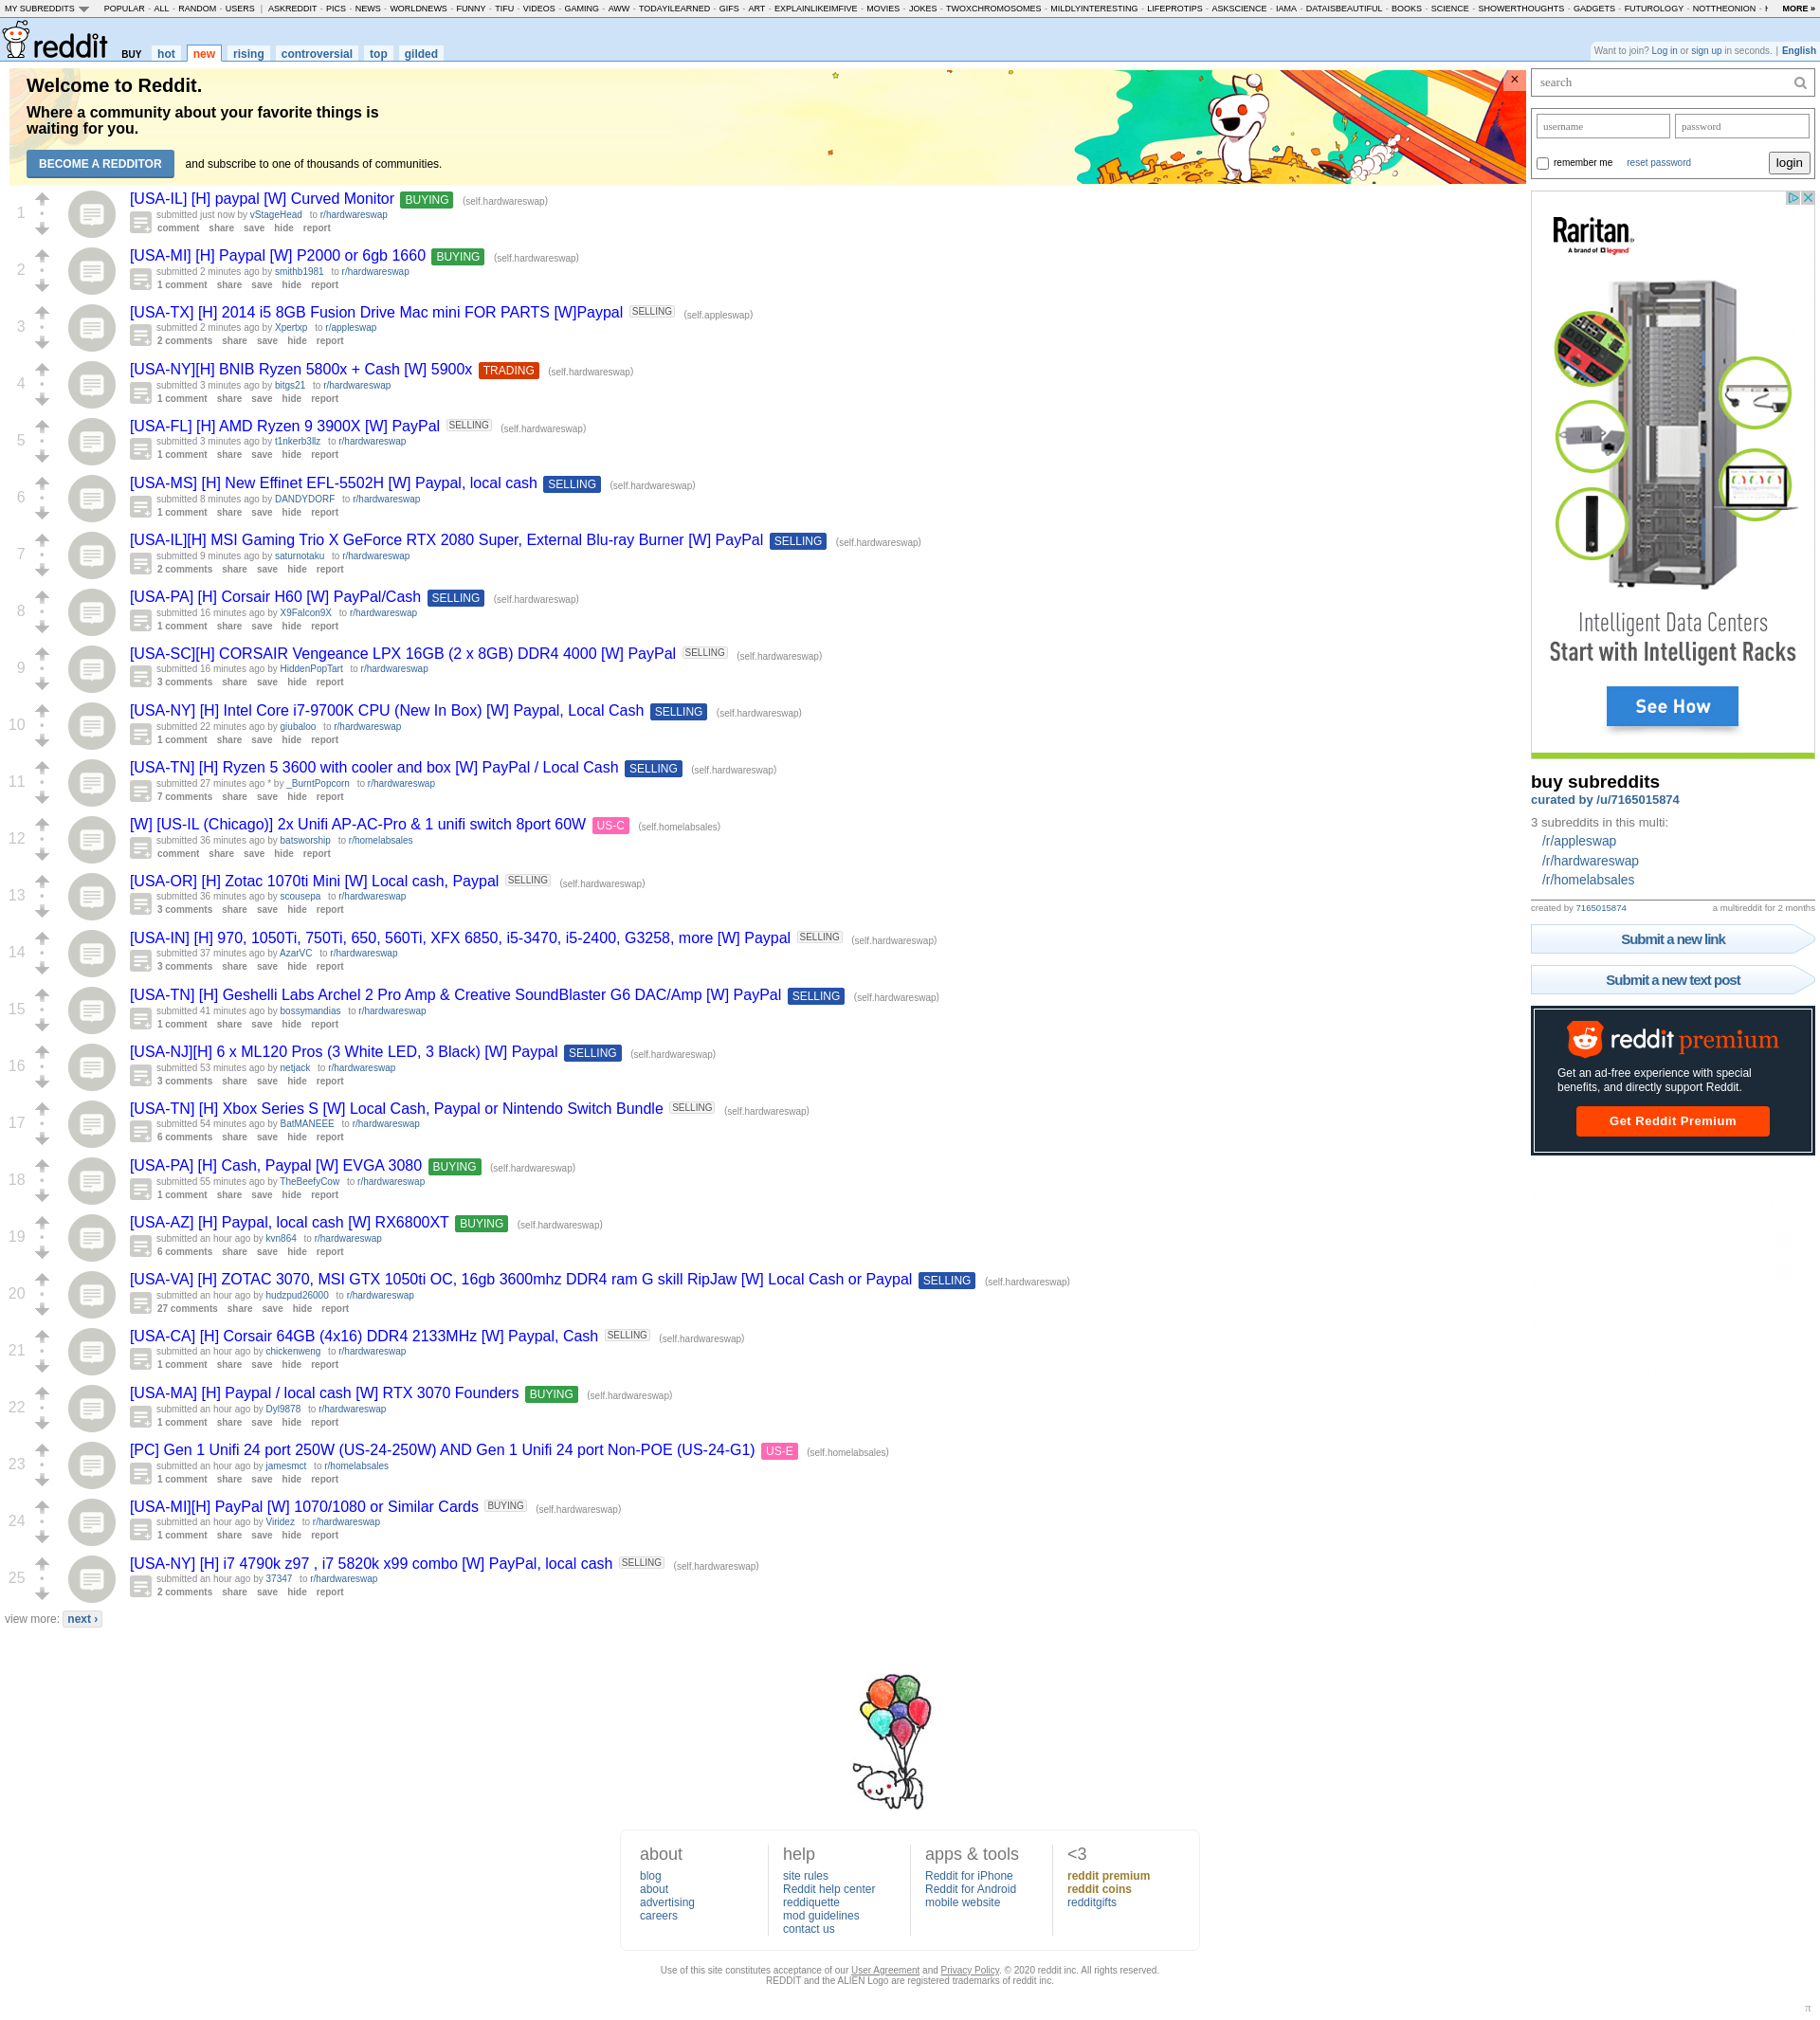 MY SUBREDDITS POPULAR - ALL - RANDOM - USERS | ASKREDDIT - PICS - NEWS - WORLDNEWS - FUNNY - TIFU - VIDEOS - GAMING - AWW - TODAYILEARNED - GIFS - ART - EXPLAINLIKEIMFIVE - MOVIES - JOKES - TWOXCHROMOSOMES - MILDLYINTERESTING - LIFEPROTIPS - ASKSCIENCE - IAMA - DATAISBEAUTIFUL - BOOKS - SCIENCE - SHOWERTHOUGHTS - GADGETS - FUTUROLOGY - NOTTHEONION - MORE »
reddit BUY hot new rising controversial top gilded
Want to join? Log in or sign up in seconds. | English
Welcome to Reddit.
Where a community about your favorite things is
waiting for you.
BECOME A REDDITOR and subscribe to one of thousands of communities.
×
1
[USA-IL] [H] paypal [W] Curved Monitor BUYING (self.hardwareswap)
submitted just now by vStageHead to r/hardwareswap
comment share save hide report
2
[USA-MI] [H] Paypal [W] P2000 or 6gb 1660 BUYING (self.hardwareswap)
submitted 2 minutes ago by smithb1981 to r/hardwareswap
1 comment share save hide report
3
[USA-TX] [H] 2014 i5 8GB Fusion Drive Mac mini FOR PARTS [W]Paypal SELLING (self.appleswap)
submitted 2 minutes ago by Xpertxp to r/appleswap
2 comments share save hide report
4
[USA-NY][H] BNIB Ryzen 5800x + Cash [W] 5900x TRADING (self.hardwareswap)
submitted 3 minutes ago by bitgs21 to r/hardwareswap
1 comment share save hide report
5
[USA-FL] [H] AMD Ryzen 9 3900X [W] PayPal SELLING (self.hardwareswap)
submitted 3 minutes ago by t1nkerb3llz to r/hardwareswap
1 comment share save hide report
6
[USA-MS] [H] New Effinet EFL-5502H [W] Paypal, local cash SELLING (self.hardwareswap)
submitted 8 minutes ago by DANDYDORF to r/hardwareswap
1 comment share save hide report
7
[USA-IL][H] MSI Gaming Trio X GeForce RTX 2080 Super, External Blu-ray Burner [W] PayPal SELLING (self.hardwareswap)
submitted 9 minutes ago by saturnotaku to r/hardwareswap
2 comments share save hide report
8
[USA-PA] [H] Corsair H60 [W] PayPal/Cash SELLING (self.hardwareswap)
submitted 16 minutes ago by X9Falcon9X to r/hardwareswap
1 comment share save hide report
9
[USA-SC][H] CORSAIR Vengeance LPX 16GB (2 x 8GB) DDR4 4000 [W] PayPal SELLING (self.hardwareswap)
submitted 16 minutes ago by HiddenPopTart to r/hardwareswap
3 comments share save hide report
10
[USA-NY] [H] Intel Core i7-9700K CPU (New In Box) [W] Paypal, Local Cash SELLING (self.hardwareswap)
submitted 22 minutes ago by giubaloo to r/hardwareswap
1 comment share save hide report
11
[USA-TN] [H] Ryzen 5 3600 with cooler and box [W] PayPal / Local Cash SELLING (self.hardwareswap)
submitted 27 minutes ago * by _BurntPopcorn to r/hardwareswap
7 comments share save hide report
12
[W] [US-IL (Chicago)] 2x Unifi AP-AC-Pro & 1 unifi switch 8port 60W US-C (self.homelabsales)
submitted 36 minutes ago by batsworship to r/homelabsales
comment share save hide report
13
[USA-OR] [H] Zotac 1070ti Mini [W] Local cash, Paypal SELLING (self.hardwareswap)
submitted 36 minutes ago by scousepa to r/hardwareswap
3 comments share save hide report
14
[USA-IN] [H] 970, 1050Ti, 750Ti, 650, 560Ti, XFX 6850, i5-3470, i5-2400, G3258, more [W] Paypal SELLING (self.hardwareswap)
submitted 37 minutes ago by AzarVC to r/hardwareswap
3 comments share save hide report
15
[USA-TN] [H] Geshelli Labs Archel 2 Pro Amp & Creative SoundBlaster G6 DAC/Amp [W] PayPal SELLING (self.hardwareswap)
submitted 41 minutes ago by bossymandias to r/hardwareswap
1 comment share save hide report
16
[USA-NJ][H] 6 x ML120 Pros (3 White LED, 3 Black) [W] Paypal SELLING (self.hardwareswap)
submitted 53 minutes ago by netjack to r/hardwareswap
3 comments share save hide report
17
[USA-TN] [H] Xbox Series S [W] Local Cash, Paypal or Nintendo Switch Bundle SELLING (self.hardwareswap)
submitted 54 minutes ago by BatMANEEE to r/hardwareswap
6 comments share save hide report
18
[USA-PA] [H] Cash, Paypal [W] EVGA 3080 BUYING (self.hardwareswap)
submitted 55 minutes ago by TheBeefyCow to r/hardwareswap
1 comment share save hide report
19
[USA-AZ] [H] Paypal, local cash [W] RX6800XT BUYING (self.hardwareswap)
submitted an hour ago by kvn864 to r/hardwareswap
6 comments share save hide report
20
[USA-VA] [H] ZOTAC 3070, MSI GTX 1050ti OC, 16gb 3600mhz DDR4 ram G skill RipJaw [W] Local Cash or Paypal SELLING (self.hardwareswap)
submitted an hour ago by hudzpud26000 to r/hardwareswap
27 comments share save hide report
21
[USA-CA] [H] Corsair 64GB (4x16) DDR4 2133MHz [W] Paypal, Cash SELLING (self.hardwareswap)
submitted an hour ago by chickenweng to r/hardwareswap
1 comment share save hide report
22
[USA-MA] [H] Paypal / local cash [W] RTX 3070 Founders BUYING (self.hardwareswap)
submitted an hour ago by Dyl9878 to r/hardwareswap
1 comment share save hide report
23
[PC] Gen 1 Unifi 24 port 250W (US-24-250W) AND Gen 1 Unifi 24 port Non-POE (US-24-G1) US-E (self.homelabsales)
submitted an hour ago by jamesmct to r/homelabsales
1 comment share save hide report
24
[USA-MI][H] PayPal [W] 1070/1080 or Similar Cards BUYING (self.hardwareswap)
submitted an hour ago by Viridez to r/hardwareswap
1 comment share save hide report
25
[USA-NY] [H] i7 4790k z97 , i7 5820k x99 combo [W] PayPal, local cash SELLING (self.hardwareswap)
submitted an hour ago by 37347 to r/hardwareswap
2 comments share save hide report
view more: next ›
search
username password
remember me reset password login
Raritan
A brand of legrand
Intelligent Data Centers
Start with Intelligent Racks
See How
buy subreddits
curated by /u/7165015874
3 subreddits in this multi:
/r/appleswap
/r/hardwareswap
/r/homelabsales
created by 7165015874 a multireddit for 2 months
Submit a new link
Submit a new text post
reddit premium
Get an ad-free experience with special
benefits, and directly support Reddit.
Get Reddit Premium
about
blog
about
advertising
careers
help
site rules
Reddit help center
reddiquette
mod guidelines
contact us
apps & tools
Reddit for iPhone
Reddit for Android
mobile website
<3
reddit premium
reddit coins
redditgifts
Use of this site constitutes acceptance of our User Agreement and Privacy Policy. © 2020 reddit inc. All rights reserved.
REDDIT and the ALIEN Logo are registered trademarks of reddit inc.
π